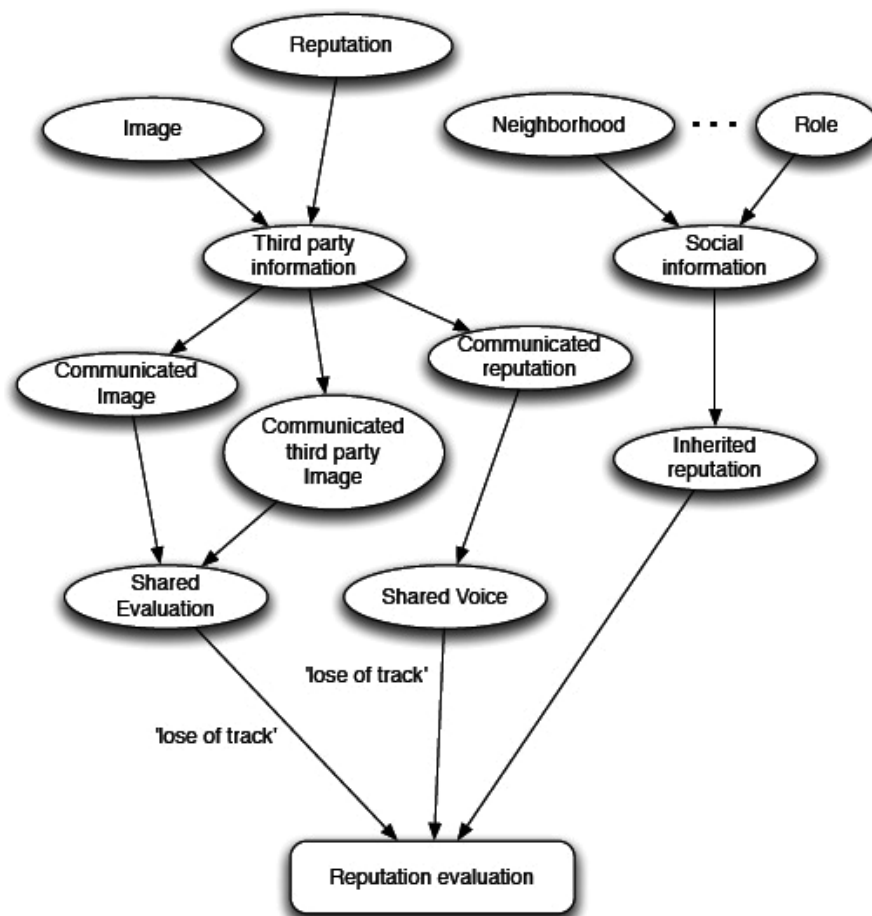 Reputation
Image
Neighborhood
Role
Third party
information
Social
information
Communicated
reputation
Communicated
Image
Communicated
third party
Image
Inherited
reputation
Shared
Evaluation
Shared Voice
'lose of track'
'lose of track'
Reputation evaluation